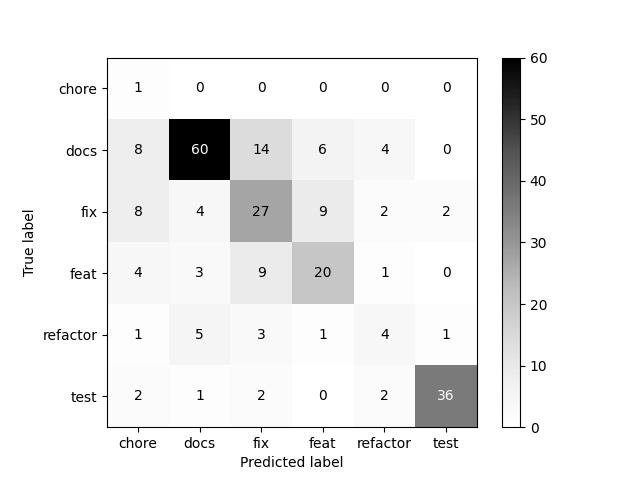 chore 1 0 0 0 0 0
docs 8 60 14 6 4 0
fix 8 4 27 9 2 2
feat 4 3 9 20 1 0
refactor 1 5 3 1 4 1
test 2 1 2 0 2 36
chore docs fix feat refactor test
Predicted label
True label
60
50
40
30
20
10
0